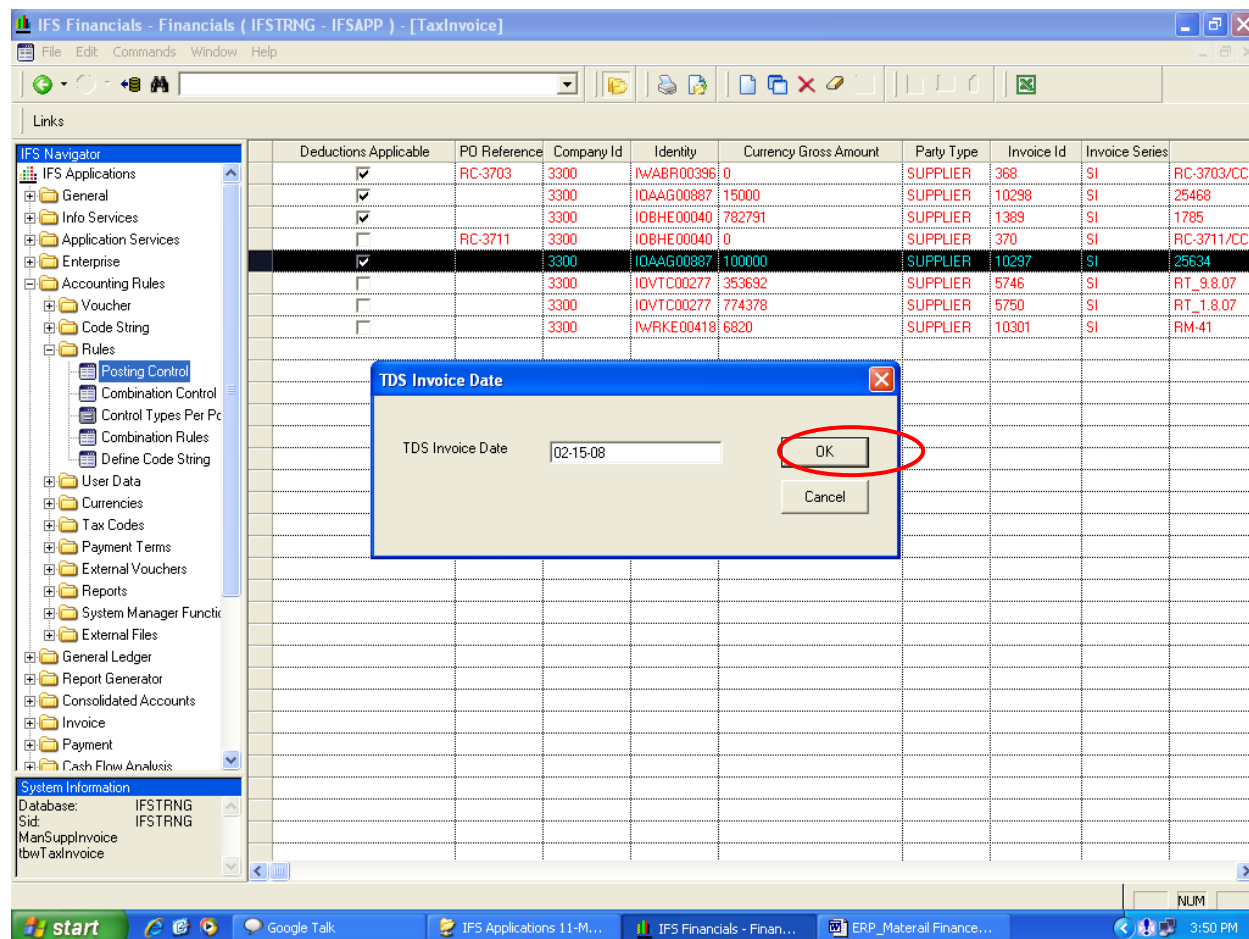 IFS Financials - Financials ( IFSTRNG - IFSAPP ) - [TaxInvoice]
File Edit Commands Window Help
Links
IFS Navigator
IFS Applications
General
Info Services
Application Services
Enterprise
Accounting Rules
Voucher
Code String
Rules
Posting Control
Combination Control
Control Types Per Po
Combination Rules
Define Code String
User Data
Currencies
Tax Codes
Payment Terms
External Vouchers
Reports
System Manager Functio
External Files
General Ledger
Report Generator
Consolidated Accounts
Invoice
Payment
Cash Flow Analysis
System Information
Database: IFSTRNG
Sid: IFSTRNG
ManSuppInvoice
tbwTaxInvoice
Deductions Applicable PO Reference Company Id Identity Currency Gross Amount Party Type Invoice Id Invoice Series
RC-3703 3300 IWABR00396 0 SUPPLIER 368 SI RC-3703/CC
3300 IOAAG00887 15000 SUPPLIER 10298 SI 25468
3300 IOBHE00040 782791 SUPPLIER 1389 SI 1785
RC-3711 3300 IOBHE00040 0 SUPPLIER 370 SI RC-3711/CC
3300 IOAAG00887 100000 SUPPLIER 10297 SI 25634
3300 IOVTC00277 353692 SUPPLIER 5746 SI RT_9.8.07
3300 IOVTC00277 774378 SUPPLIER 5750 SI RT_1.8.07
3300 IWRKE00418 6820 SUPPLIER 10301 SI RM-41
TDS Invoice Date
TDS Invoice Date 02-15-08 OK
Cancel
NUM
start Google Talk IFS Applications 11-M... IFS Financials - Finan... ERP_Materail Finance... 3:50 PM